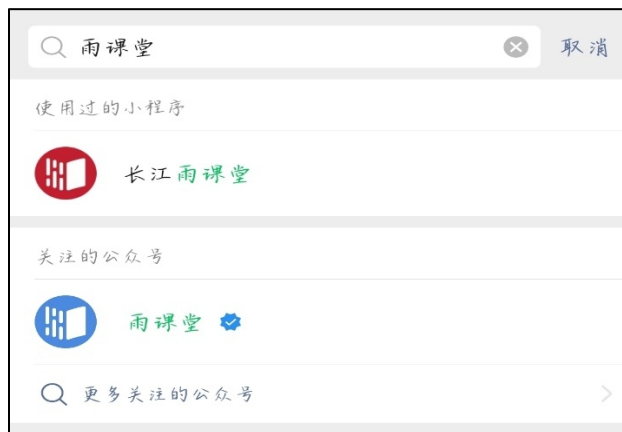 雨课堂 取消
使用过的小程序
长江雨课堂
关注的公众号
雨课堂
更多关注的公众号